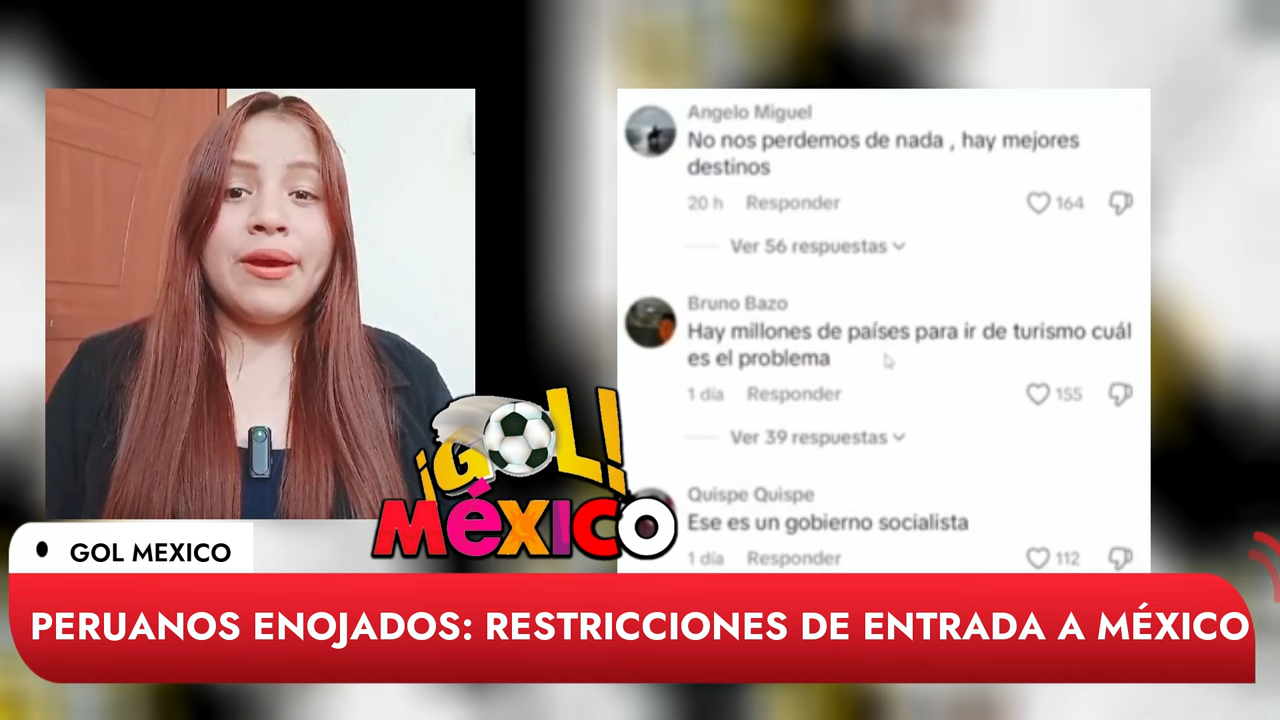 Angelo Miguel
No nos perdemos de nada , hay mejores
destinos
20 h Responder 164
Ver 56 respuestas
Bruno Bazo
Hay millones de países para ir de turismo cuál
es el problema
1 día Responder 155
Ver 39 respuestas
Quispe Quispe
Ese es un gobierno socialista
1 día Responder 112
¡GOL!
MéXICO
GOL MEXICO
PERUANOS ENOJADOS: RESTRICCIONES DE ENTRADA A MÉXICO